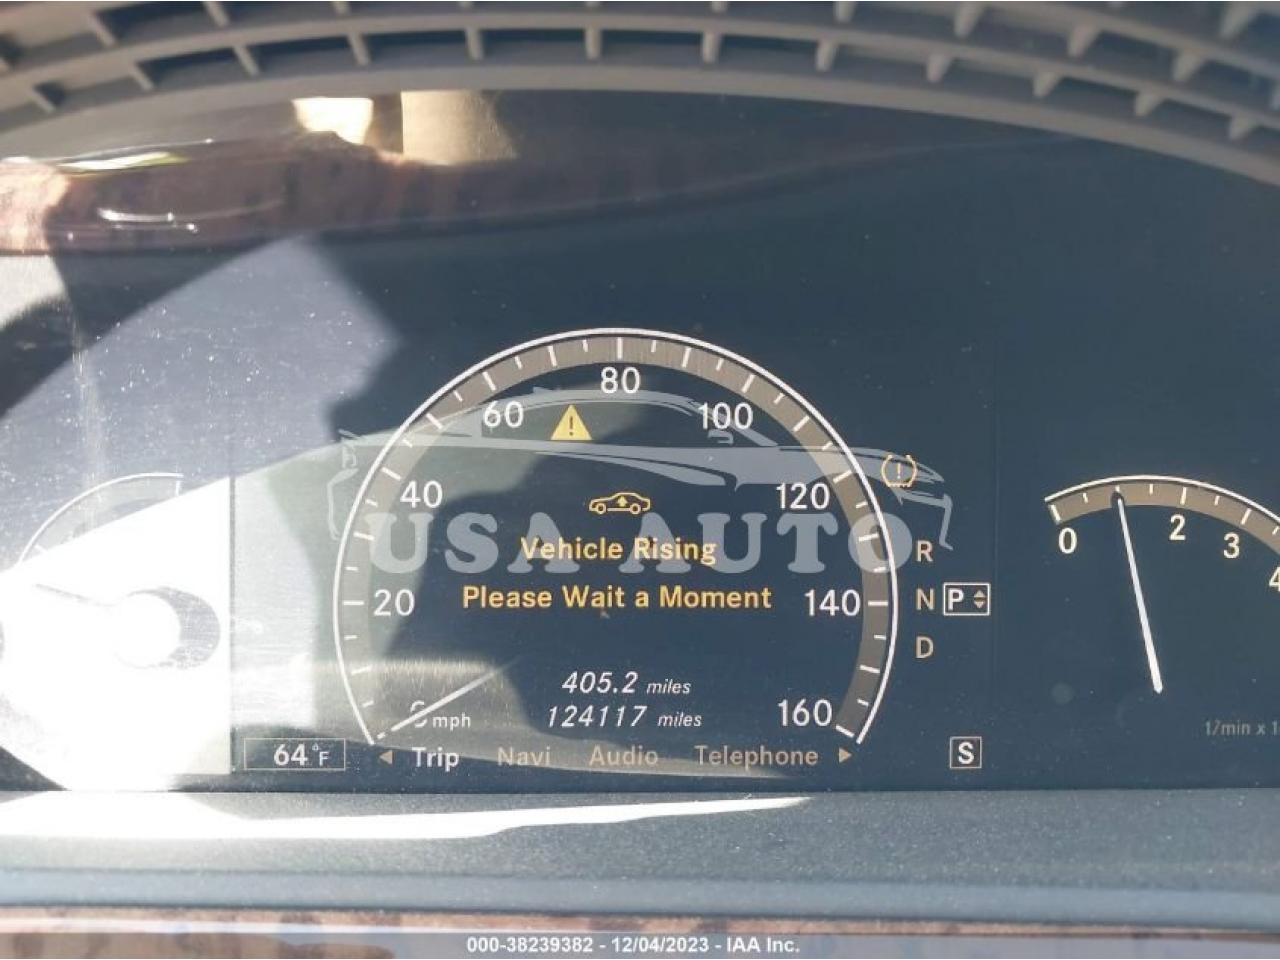 80
60
100
40
120
USA AUTO
Vehicle Rising
Please Wait a Moment
20
140
R
N P
D
0
2
3
4
405.2 miles
124117 miles
mph
160
64°F
Trip Navi Audio Telephone
S
1/min x
000-38239382 - 12/04/2023 - IAA Inc.